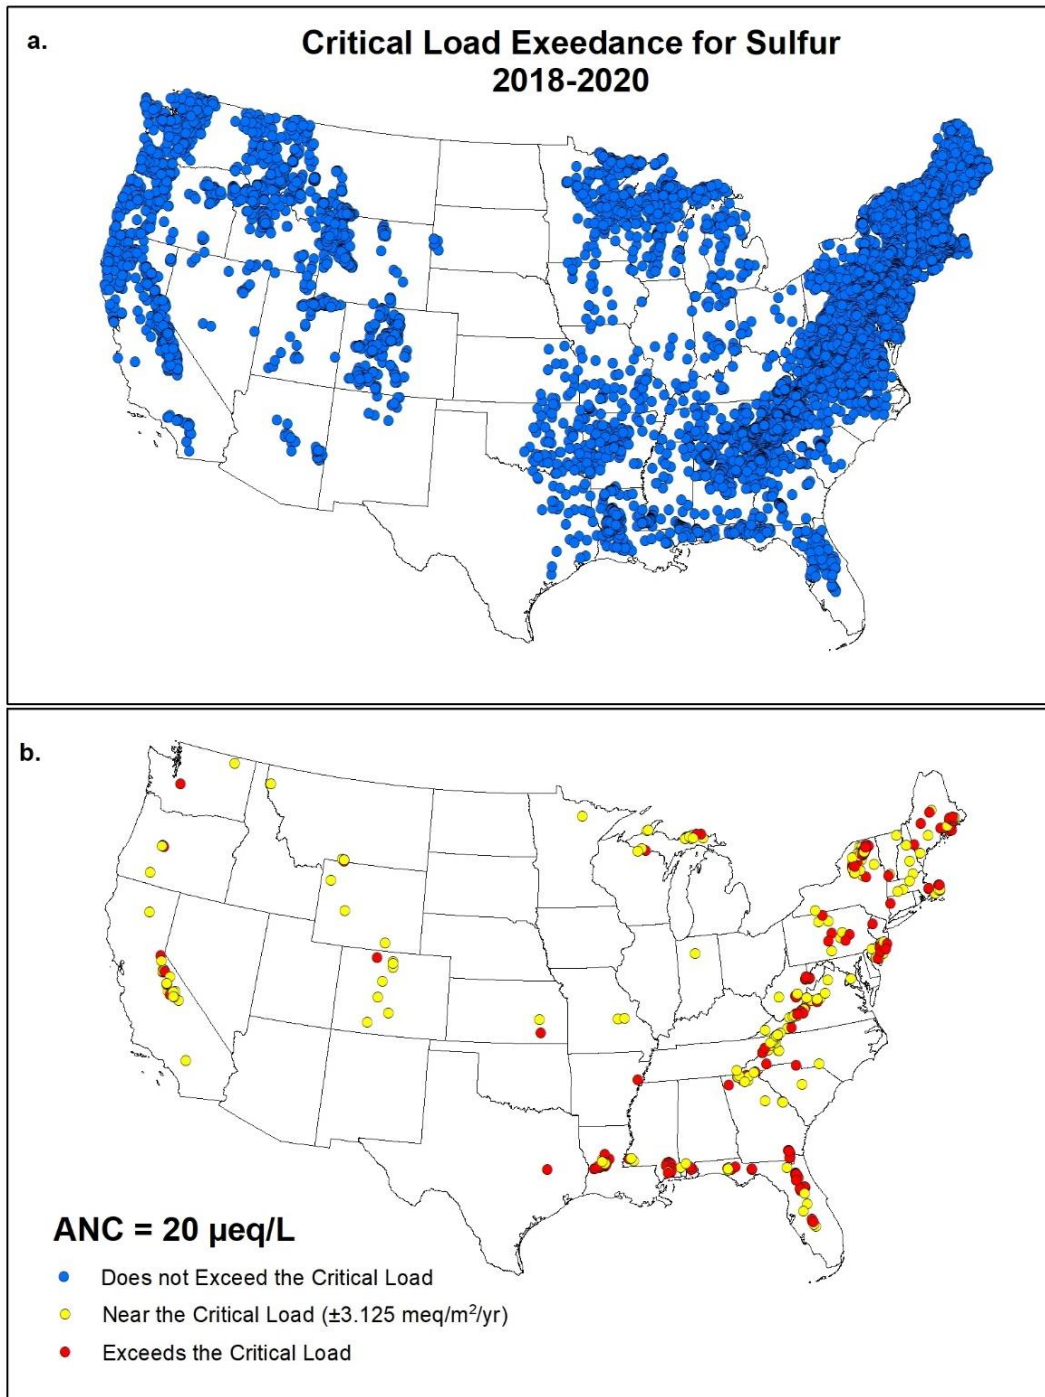 a.
Critical Load Exeedance for Sulfur
2018-2020
b.
ANC = 20 µeq/L
Does not Exceed the Critical Load
Near the Critical Load (±3.125 meq/m²/yr)
Exceeds the Critical Load